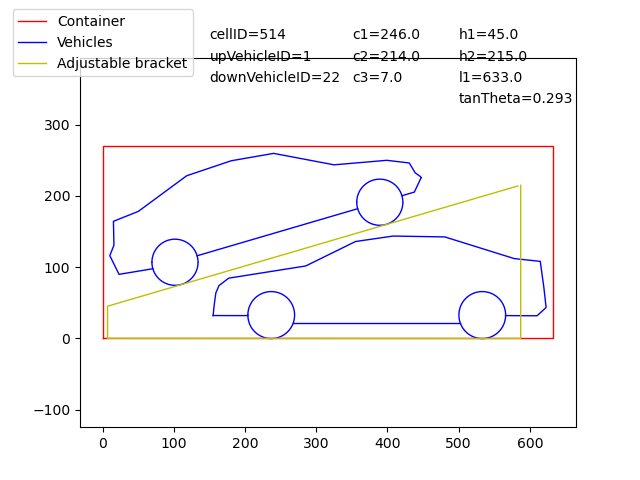 Container
Vehicles
Adjustable bracket
cellID=514 c1=246.0 h1=45.0
upVehicleID=1 c2=214.0 h2=215.0
downVehicleID=22 c3=7.0 l1=633.0
tanTheta=0.293
300
200
100
0
−100
0 100 200 300 400 500 600